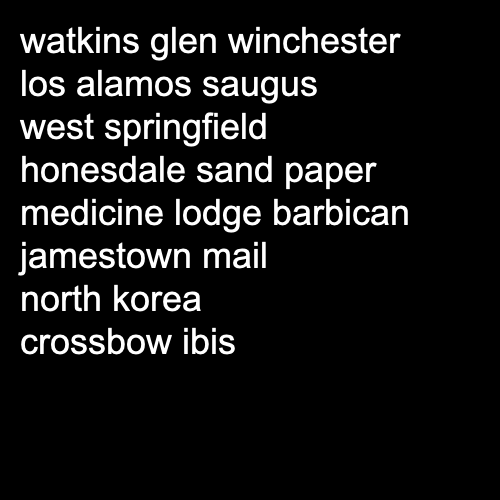 watkins glen winchester
los alamos saugus
west springfield
honesdale sand paper
medicine lodge barbican
jamestown mail
north korea
crossbow ibis